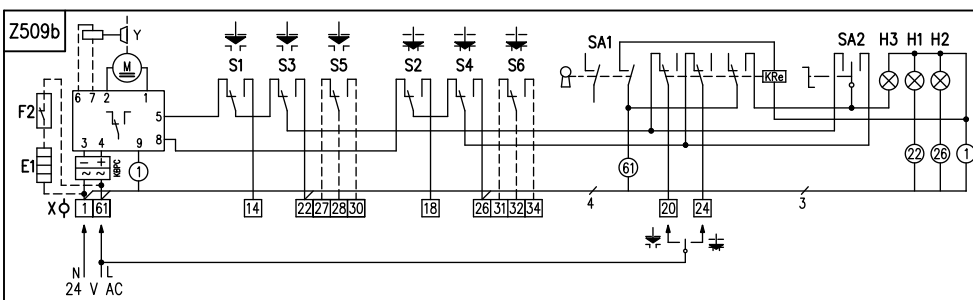 Z509b
Y
M
6 7 2 1
5
8
3 4 9
F2
E1
KBPC
1
S1 S3 S5 S2 S4 S6
SA1
KRe
SA2 H3 H1 H2
61
22 26 1
4
3
X 1 61 14 22 27 28 30 18 26 31 32 34 20 24
N L
24 V AC